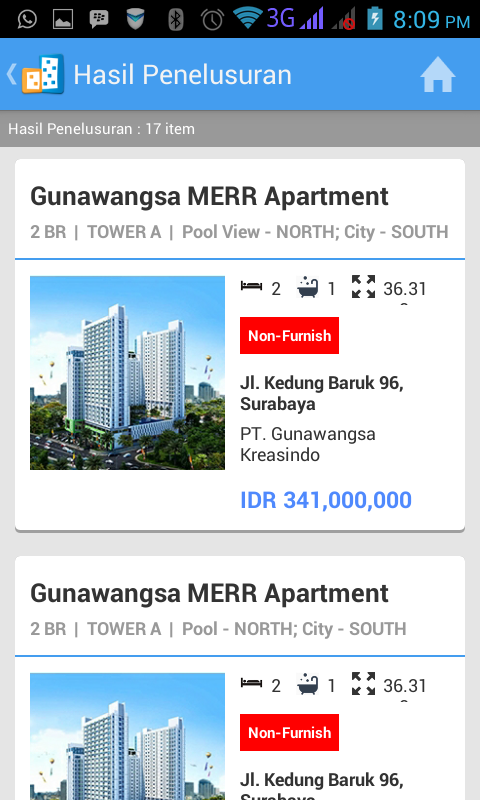 3G 8:09 PM
Hasil Penelusuran
Hasil Penelusuran : 17 item
Gunawangsa MERR Apartment
2 BR | TOWER A | Pool View - NORTH; City - SOUTH
2 1 36.31
Non-Furnish
Jl. Kedung Baruk 96,
Surabaya
PT. Gunawangsa
Kreasindo
IDR 341,000,000
Gunawangsa MERR Apartment
2 BR | TOWER A | Pool - NORTH; City - SOUTH
2 1 36.31
Non-Furnish
Jl. Kedung Baruk 96,
Surabaya